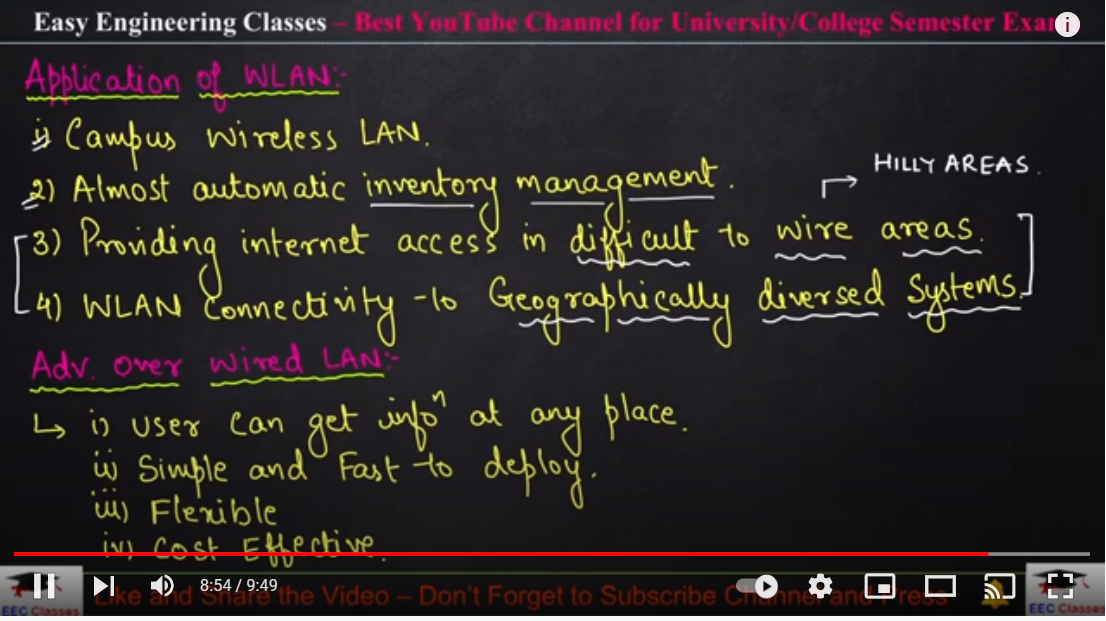 Easy Engineering Classes – Best YouTube Channel for University/College Semester Exa
Application of WLAN:-
1) Campus Wireless LAN.
2) Almost automatic inventory management.
HILLY AREAS.
3) Providing internet access in difficult to wire areas.
4) WLAN Connectivity to Geographically diversed Systems.
Adv. over wired LAN:-
↳ i) user can get infoⁿ at any place.
ii) Simple and Fast to deploy.
iii) Flexible
iv) Cost Effective.
8:54 / 9:49
Like and Share the Video – Don't Forget to Subscribe Channel and Press
EEC Classes
EEC Classes